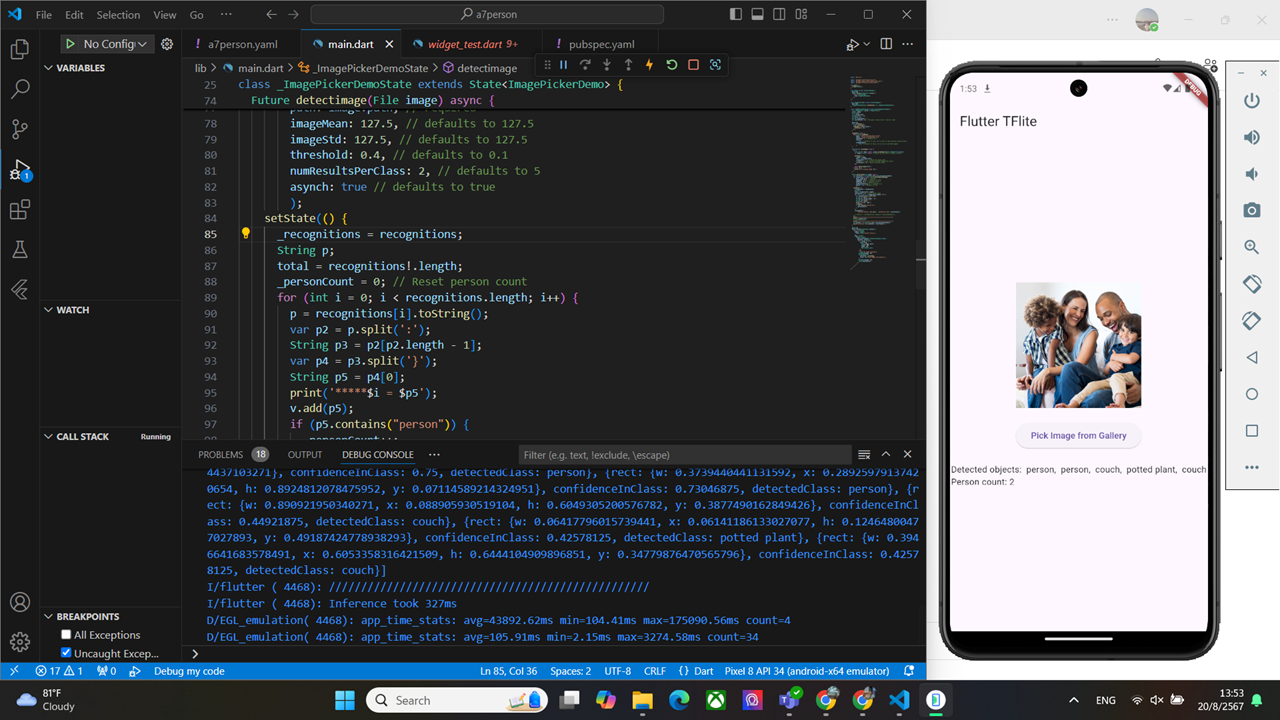 File Edit Selection View Go ··· a7person
No Config
VARIABLES
WATCH
CALL STACK Running
BREAKPOINTS
All Exceptions
Uncaught Excep...
1
a7person.yaml main.dart widget_test.dart 9+ pubspec.yaml
lib > main.dart > _ImagePickerDemoState > detectimage
25 class _ImagePickerDemoState extends State<ImagePickerDemo> {
74 Future detectimage(File image) async {
78 imageMean: 127.5, // defaults to 127.5
79 imageStd: 127.5, // defaults to 127.5
80 threshold: 0.4, // defaults to 0.1
81 numResultsPerClass: 2, // defaults to 5
82 asynch: true // defaults to true
83 );
84 setState(() {
85 _recognitions = recognitions;
86 String p;
87 total = recognitions!.length;
88 _personCount = 0; // Reset person count
89 for (int i = 0; i < recognitions.length; i++) {
90 p = recognitions[i].toString();
91 var p2 = p.split(':');
92 String p3 = p2[p2.length - 1];
93 var p4 = p3.split('}');
94 String p5 = p4[0];
95 print('*****$i = $p5');
96 v.add(p5);
97 if (p5.contains("person")) {
PROBLEMS 18 OUTPUT DEBUG CONSOLE ··· Filter (e.g. text, !exclude, \escape)
4437103271}, confidenceInClass: 0.75, detectedClass: person}, {rect: {w: 0.3739440441131592, x: 0.2892597913742
0654, h: 0.8924812078475952, y: 0.07114589214324951}, confidenceInClass: 0.73046875, detectedClass: person}, {r
ect: {w: 0.890921950340271, x: 0.088905930519104, h: 0.6049305200576782, y: 0.3877490162849426}, confidenceInCl
ass: 0.44921875, detectedClass: couch}, {rect: {w: 0.06417796015739441, x: 0.06141186133027077, h: 0.1246480047
7027893, y: 0.49187424778938293}, confidenceInClass: 0.42578125, detectedClass: potted plant}, {rect: {w: 0.394
6641683578491, x: 0.6053358316421509, h: 0.6444104909896851, y: 0.34779876470565796}, confidenceInClass: 0.4257
8125, detectedClass: couch}]
I/flutter ( 4468): //////////////////////////////////////////////////
I/flutter ( 4468): Inference took 327ms
D/EGL_emulation( 4468): app_time_stats: avg=43892.62ms min=104.41ms max=175090.56ms count=4
D/EGL_emulation( 4468): app_time_stats: avg=105.91ms min=2.15ms max=3274.58ms count=34
>
17 1 0 Debug my code Ln 85, Col 36 Spaces: 2 UTF-8 CRLF {} Dart Pixel 8 API 34 (android-x64 emulator)
1:53
DEBUG
Flutter TFlite
Pick Image from Gallery
Detected objects: person, person, couch, potted plant, couch
Person count: 2
81°F
Cloudy
Search
ENG
13:53
20/8/2567